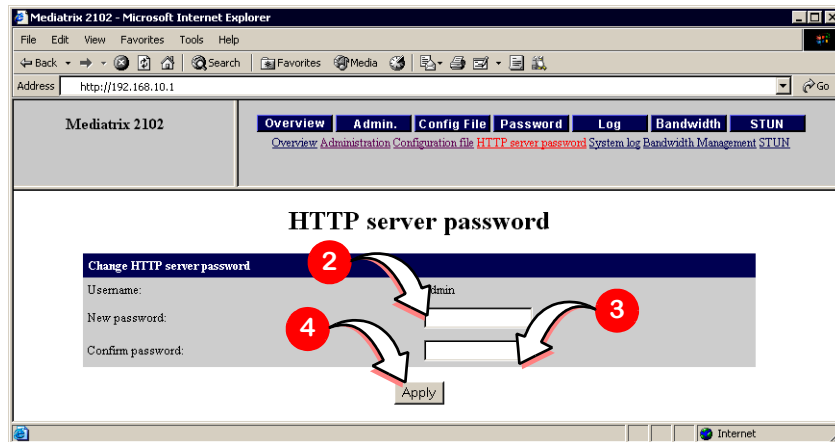 Mediatrix 2102 - Microsoft Internet Explorer
File Edit View Favorites Tools Help
Back Search Favorites Media
Address http://192.168.10.1 Go
Mediatrix 2102
Overview Admin. Config File Password Log Bandwidth STUN
Overview Administration Configuration file HTTP server password System log Bandwidth Management STUN
HTTP server password
Change HTTP server password
2
Username: dmin
New password:
3
4
Confirm password:
Apply
Internet